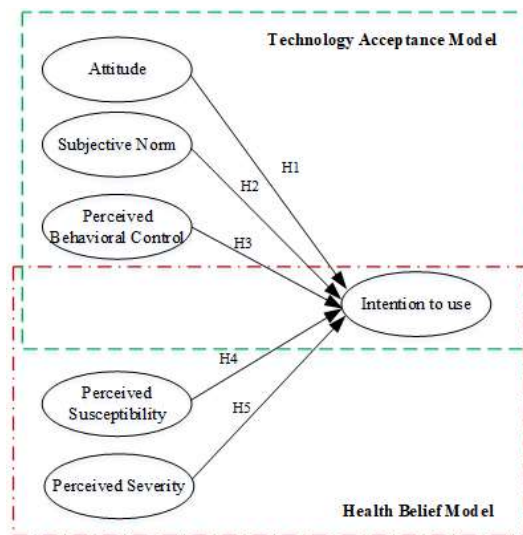 Technology Acceptance Model
Attitude
Subjective Norm
Perceived
Behavioral Control
H1
H2
H3
Intention to use
H4
H5
Perceived
Susceptibility
Perceived Severity
Health Belief Model